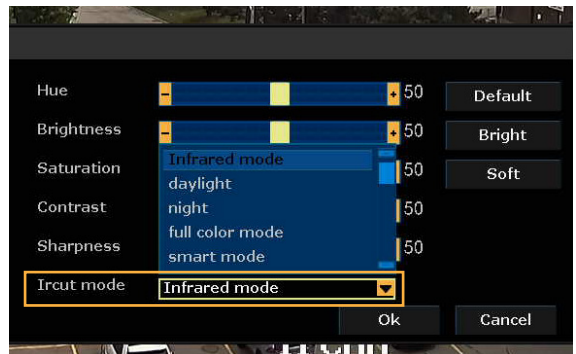 Hue - + 50 Default
Brightness - + 50 Bright
Saturation 50 Soft
Contrast 50
Sharpness 50
Infrared mode
daylight
night
full color mode
smart mode
Ircut mode Infrared mode
Ok Cancel